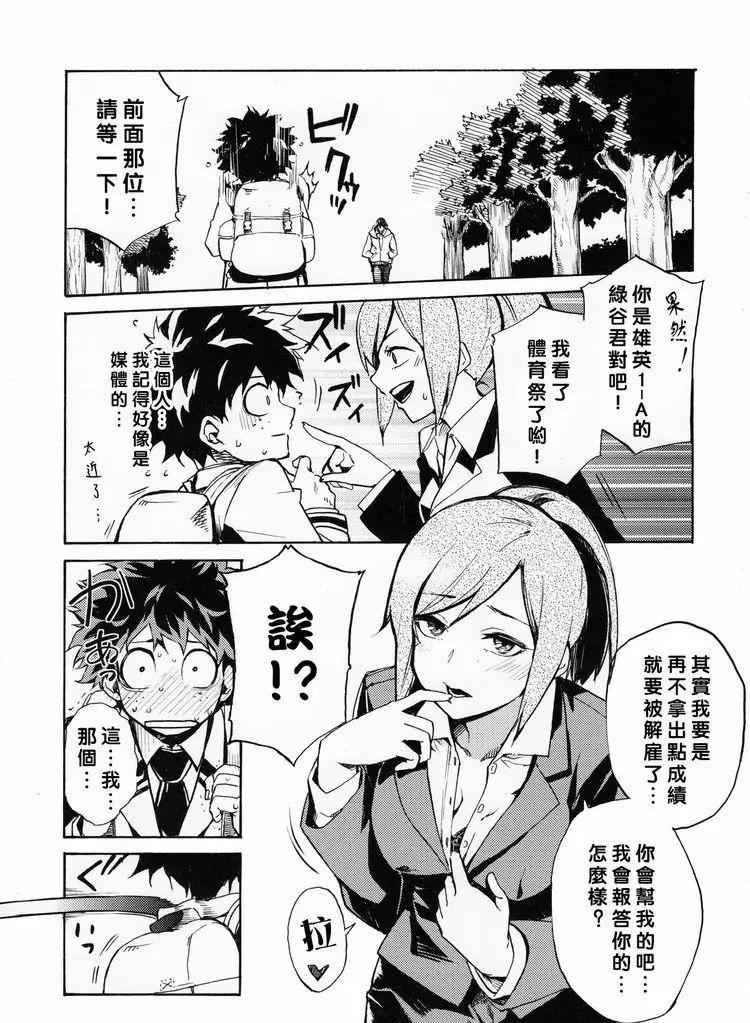 前面那位…
請等一下！
ビクゥッ
果然！
你是雄英1-A的
綠谷君對吧！
我看了
體育祭了喲！
ズイズイ
這個人…
我記得好像是
媒體的…
太近了…
其實我要是
再不拿出點成績
就要被解雇了…
你會幫我的吧…
我會報答你的…
怎麼樣？
拉♥
誒！？
かあっ
這…我…
那個…
いっ